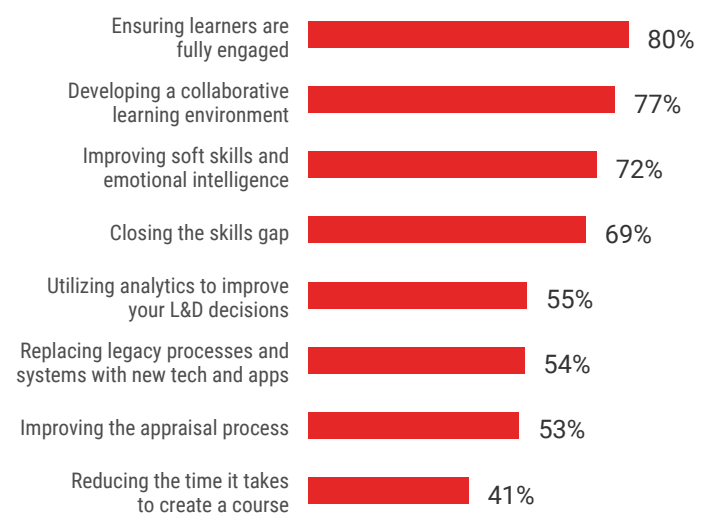 Ensuring learners are
fully engaged
80%
Developing a collaborative
learning environment
77%
Improving soft skills and
emotional intelligence
72%
Closing the skills gap
69%
Utilizing analytics to improve
your L&D decisions
55%
Replacing legacy processes and
systems with new tech and apps
54%
Improving the appraisal process
53%
Reducing the time it takes
to create a course
41%